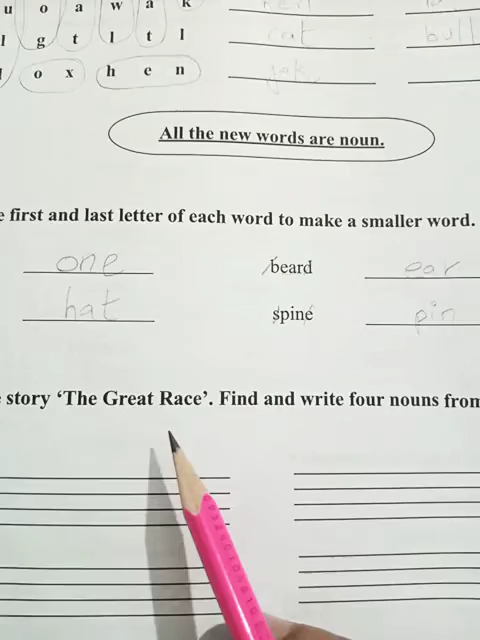 u o a w a k
l g t l t l
cat bull
o x h e n
yak
All the new words are noun.
first and last letter of each word to make a smaller word.
one beard ear
hat spine pin
story ‘The Great Race’. Find and write four nouns from